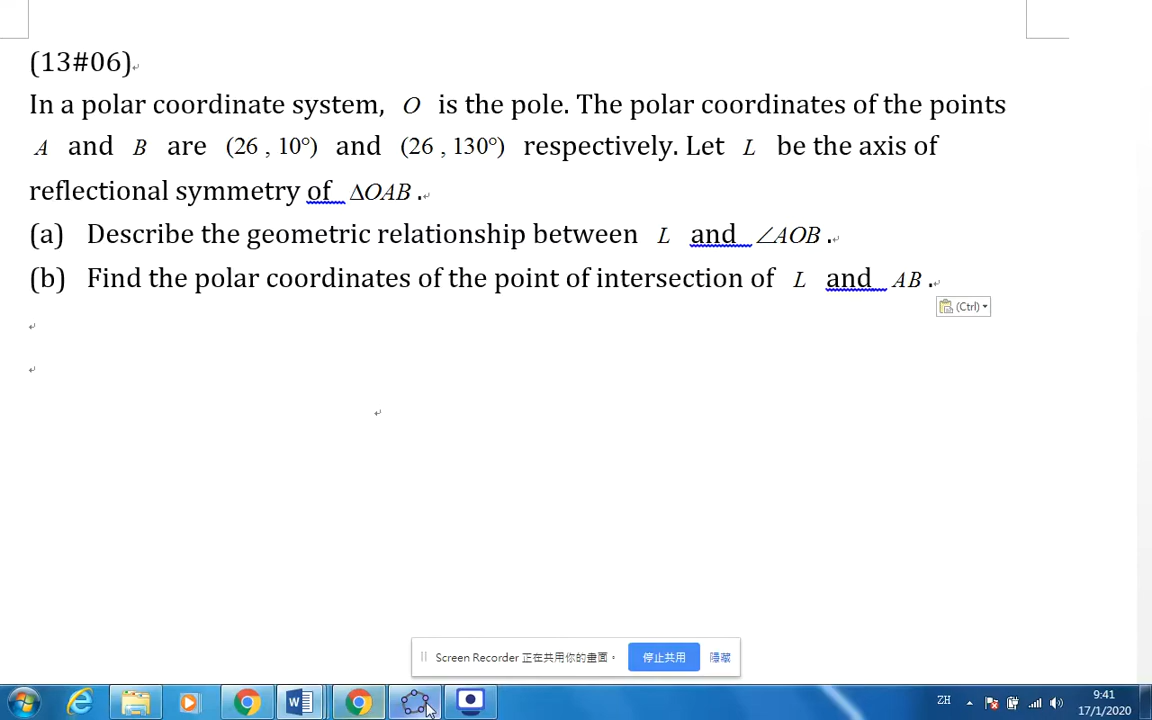 (13#06)
In a polar coordinate system, O is the pole. The polar coordinates of the points
A and B are (26 , 10°) and (26 , 130°) respectively. Let L be the axis of
reflectional symmetry of ΔOAB .
(a) Describe the geometric relationship between L and ∠AOB .
(b) Find the polar coordinates of the point of intersection of L and AB .
(Ctrl)
Screen Recorder 正在共用你的畫面。 停止共用 隱藏
ZH 9:41
17/1/2020